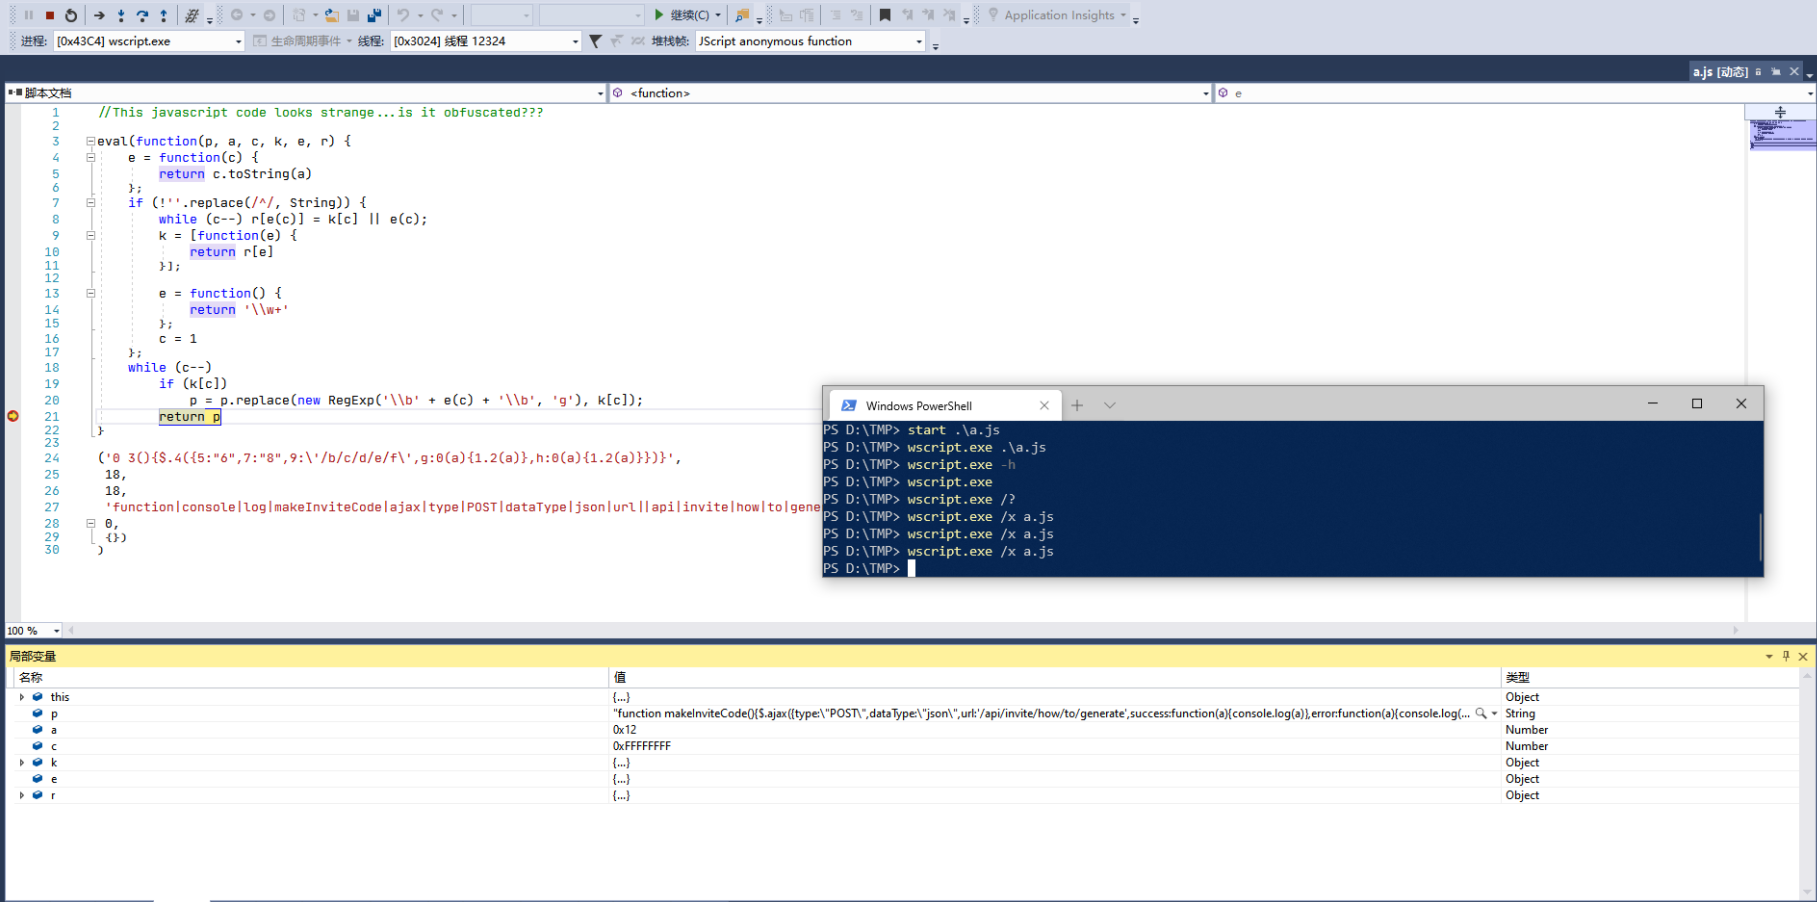 继续(C)
Application Insights
进程: [0x43C4] wscript.exe 生命周期事件 线程: [0x3024] 线程 12324 堆栈帧: JScript anonymous function
a.js [动态]
脚本文档 <function> e
1 //This javascript code looks strange...is it obfuscated???
2
3 eval(function(p, a, c, k, e, r) {
4 e = function(c) {
5 return c.toString(a)
6 };
7 if (!''.replace(/^/, String)) {
8 while (c--) r[e(c)] = k[c] || e(c);
9 k = [function(e) {
10 return r[e]
11 }];
12
13 e = function() {
14 return '\\w+'
15 };
16 c = 1
17 };
18 while (c--)
19 if (k[c])
20 p = p.replace(new RegExp('\\b' + e(c) + '\\b', 'g'), k[c]);
21 return p
22 }
23
24 ('0 3(){$.4({5:"6",7:"8",9:\'/b/c/d/e/f\',g:0(a){1.2(a)},h:0(a){1.2(a)}})}',
25 18,
26 18,
27 'function|console|log|makeInviteCode|ajax|type|POST|dataType|json|url||api|invite|how|to|gene
28 0,
29 {})
30 )
Windows PowerShell
PS D:\TMP> start .\a.js
PS D:\TMP> wscript.exe .\a.js
PS D:\TMP> wscript.exe -h
PS D:\TMP> wscript.exe
PS D:\TMP> wscript.exe /?
PS D:\TMP> wscript.exe /x a.js
PS D:\TMP> wscript.exe /x a.js
PS D:\TMP> wscript.exe /x a.js
PS D:\TMP>
100 %
局部变量
名称 值 类型
this {...} Object
p "function makeInviteCode(){$.ajax({type:\"POST\",dataType:\"json\",url:'/api/invite/how/to/generate',success:function(a){console.log(a)},error:function(a){console.log(... String
a 0x12 Number
c 0xFFFFFFFF Number
k {...} Object
e {...} Object
r {...} Object